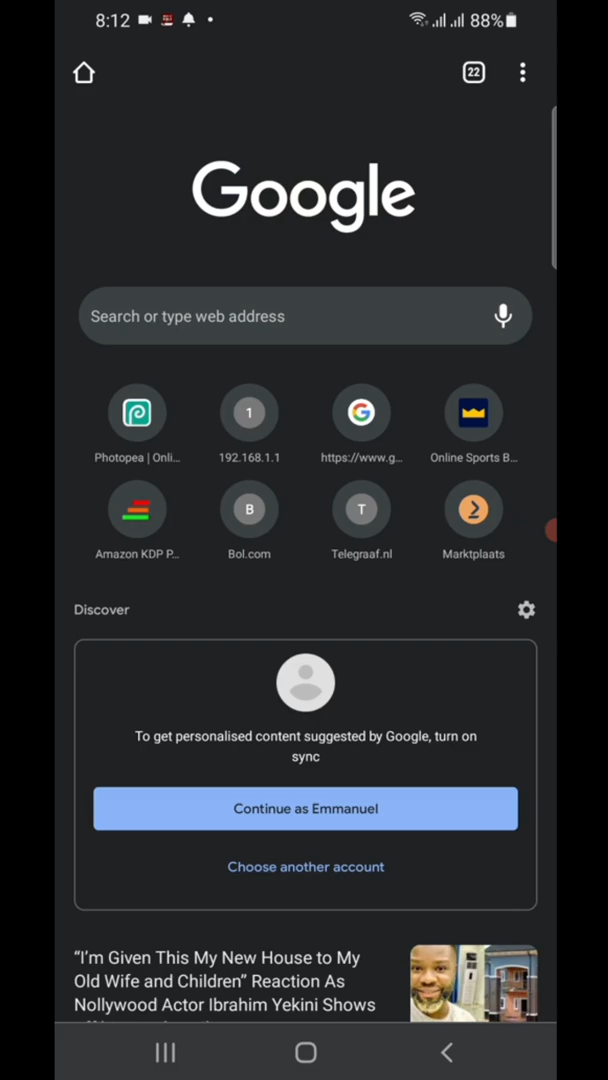 8:12
88%
22
Google
Search or type web address
Photopea | Onli...
1
192.168.1.1
https://www.g...
Online Sports B...
Amazon KDP P...
B
Bol.com
T
Telegraaf.nl
Marktplaats
Discover
To get personalised content suggested by Google, turn on
sync
Continue as Emmanuel
Choose another account
“I’m Given This My New House to My
Old Wife and Children” Reaction As
Nollywood Actor Ibrahim Yekini Shows